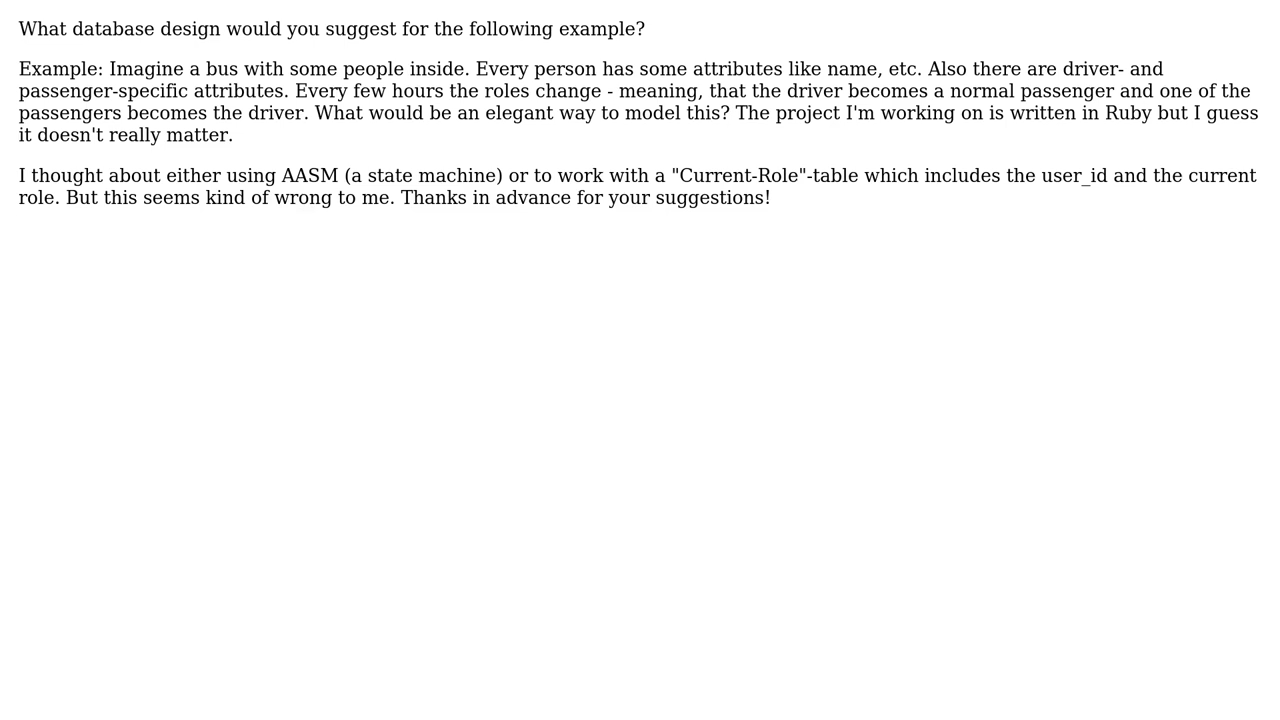 What database design would you suggest for the following example?
Example: Imagine a bus with some people inside. Every person has some attributes like name, etc. Also there are driver- and
passenger-specific attributes. Every few hours the roles change - meaning, that the driver becomes a normal passenger and one of the
passengers becomes the driver. What would be an elegant way to model this? The project I'm working on is written in Ruby but I guess
it doesn't really matter.
I thought about either using AASM (a state machine) or to work with a "Current-Role"-table which includes the user_id and the current
role. But this seems kind of wrong to me. Thanks in advance for your suggestions!